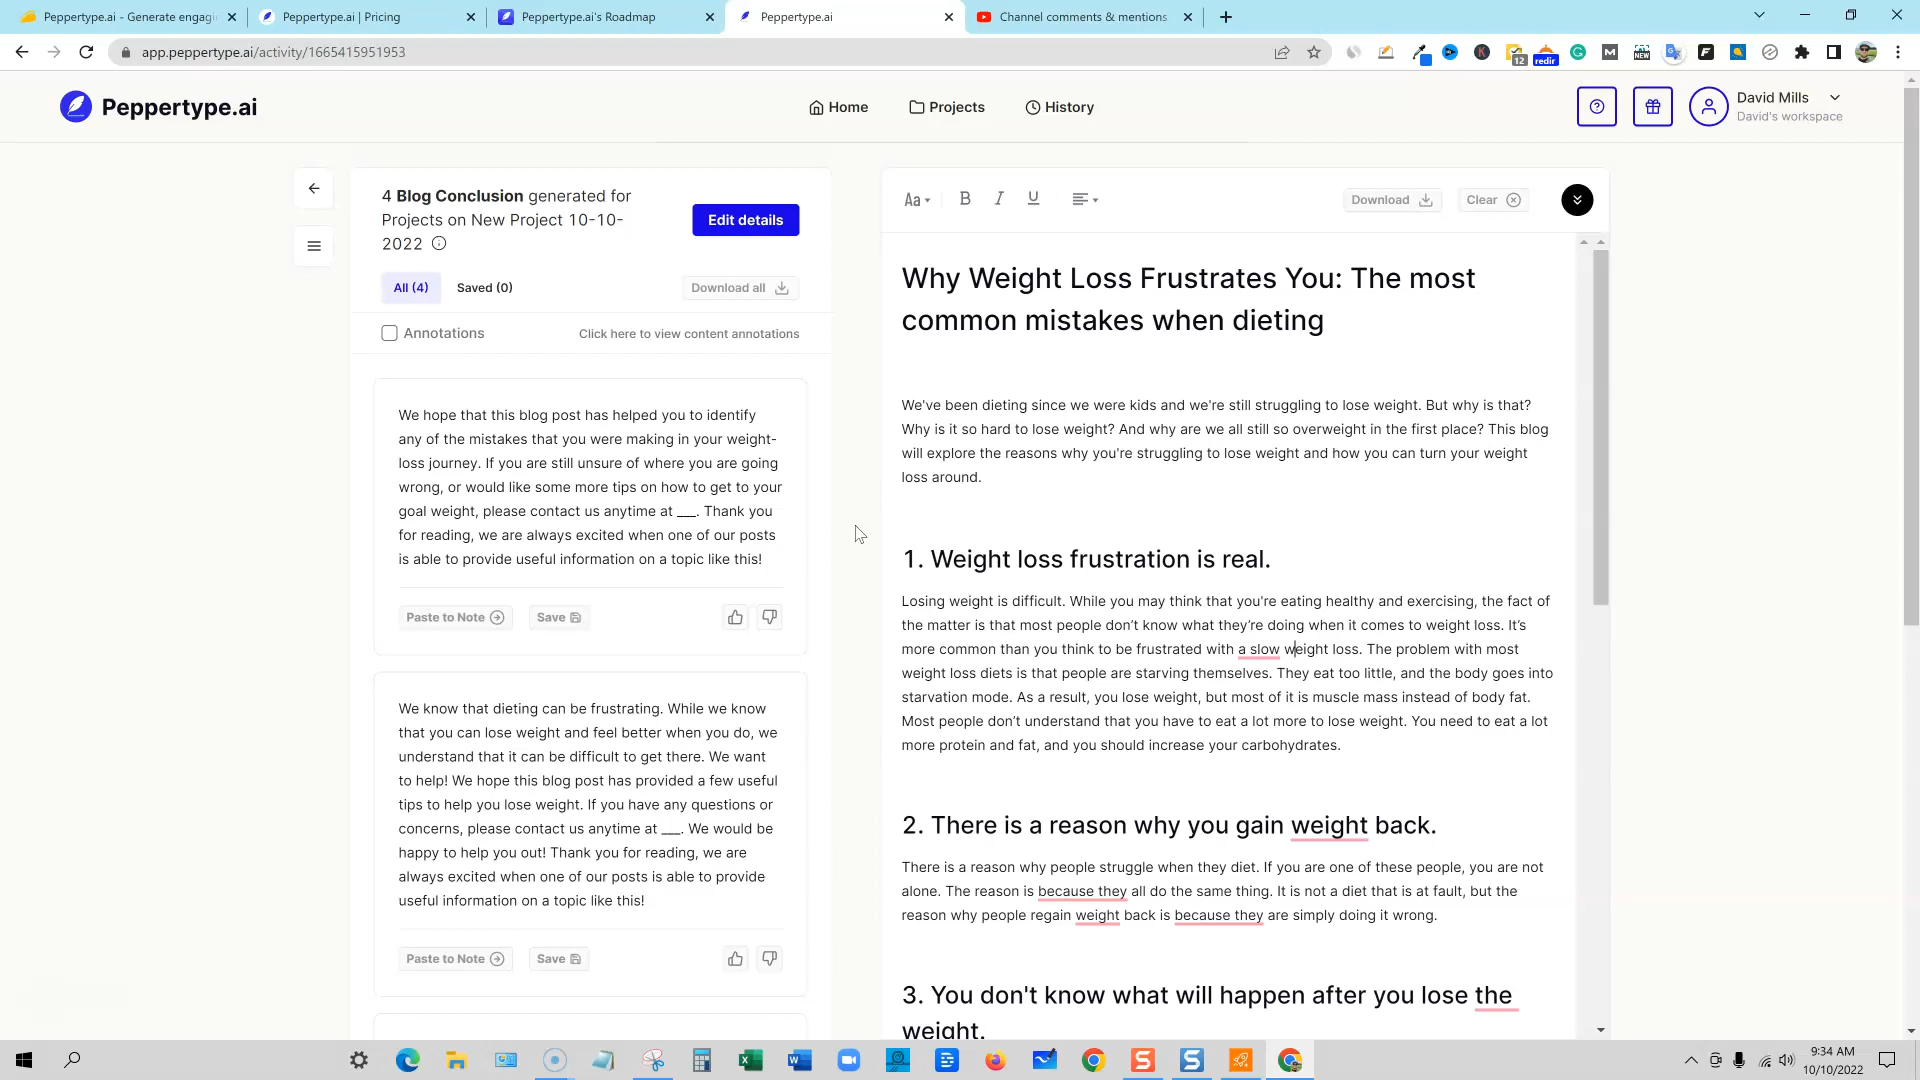 Peppertype.ai - Generate engagi
Peppertype.ai | Pricing
Peppertype.ai's Roadmap
Peppertype.ai
Channel comments & mentions
app.peppertype.ai/activity/1665415951953
12
redir
NEW
Peppertype.ai
Home
Projects
History
David Mills
David's workspace
4 Blog Conclusion generated for
Projects on New Project 10-10-
2022
Edit details
All (4)
Saved (0)
Download all
Annotations
Click here to view content annotations
We hope that this blog post has helped you to identify
any of the mistakes that you were making in your weight-
loss journey. If you are still unsure of where you are going
wrong, or would like some more tips on how to get to your
goal weight, please contact us anytime at ___. Thank you
for reading, we are always excited when one of our posts
is able to provide useful information on a topic like this!
Paste to Note
Save
We know that dieting can be frustrating. While we know
that you can lose weight and feel better when you do, we
understand that it can be difficult to get there. We want
to help! We hope this blog post has provided a few useful
tips to help you lose weight. If you have any questions or
concerns, please contact us anytime at ___. We would be
happy to help you out! Thank you for reading, we are
always excited when one of our posts is able to provide
useful information on a topic like this!
Paste to Note
Save
Aa
B
I
U
Download
Clear
Why Weight Loss Frustrates You: The most
common mistakes when dieting
We've been dieting since we were kids and we're still struggling to lose weight. But why is that?
Why is it so hard to lose weight? And why are we all still so overweight in the first place? This blog
will explore the reasons why you're struggling to lose weight and how you can turn your weight
loss around.
1. Weight loss frustration is real.
Losing weight is difficult. While you may think that you're eating healthy and exercising, the fact of
the matter is that most people don't know what they're doing when it comes to weight loss. It's
more common than you think to be frustrated with a slow weight loss. The problem with most
weight loss diets is that people are starving themselves. They eat too little, and the body goes into
starvation mode. As a result, you lose weight, but most of it is muscle mass instead of body fat.
Most people don't understand that you have to eat a lot more to lose weight. You need to eat a lot
more protein and fat, and you should increase your carbohydrates.
2. There is a reason why you gain weight back.
There is a reason why people struggle when they diet. If you are one of these people, you are not
alone. The reason is because they all do the same thing. It is not a diet that is at fault, but the
reason why people regain weight back is because they are simply doing it wrong.
3. You don't know what will happen after you lose the
weight.
9:34 AM
10/10/2022